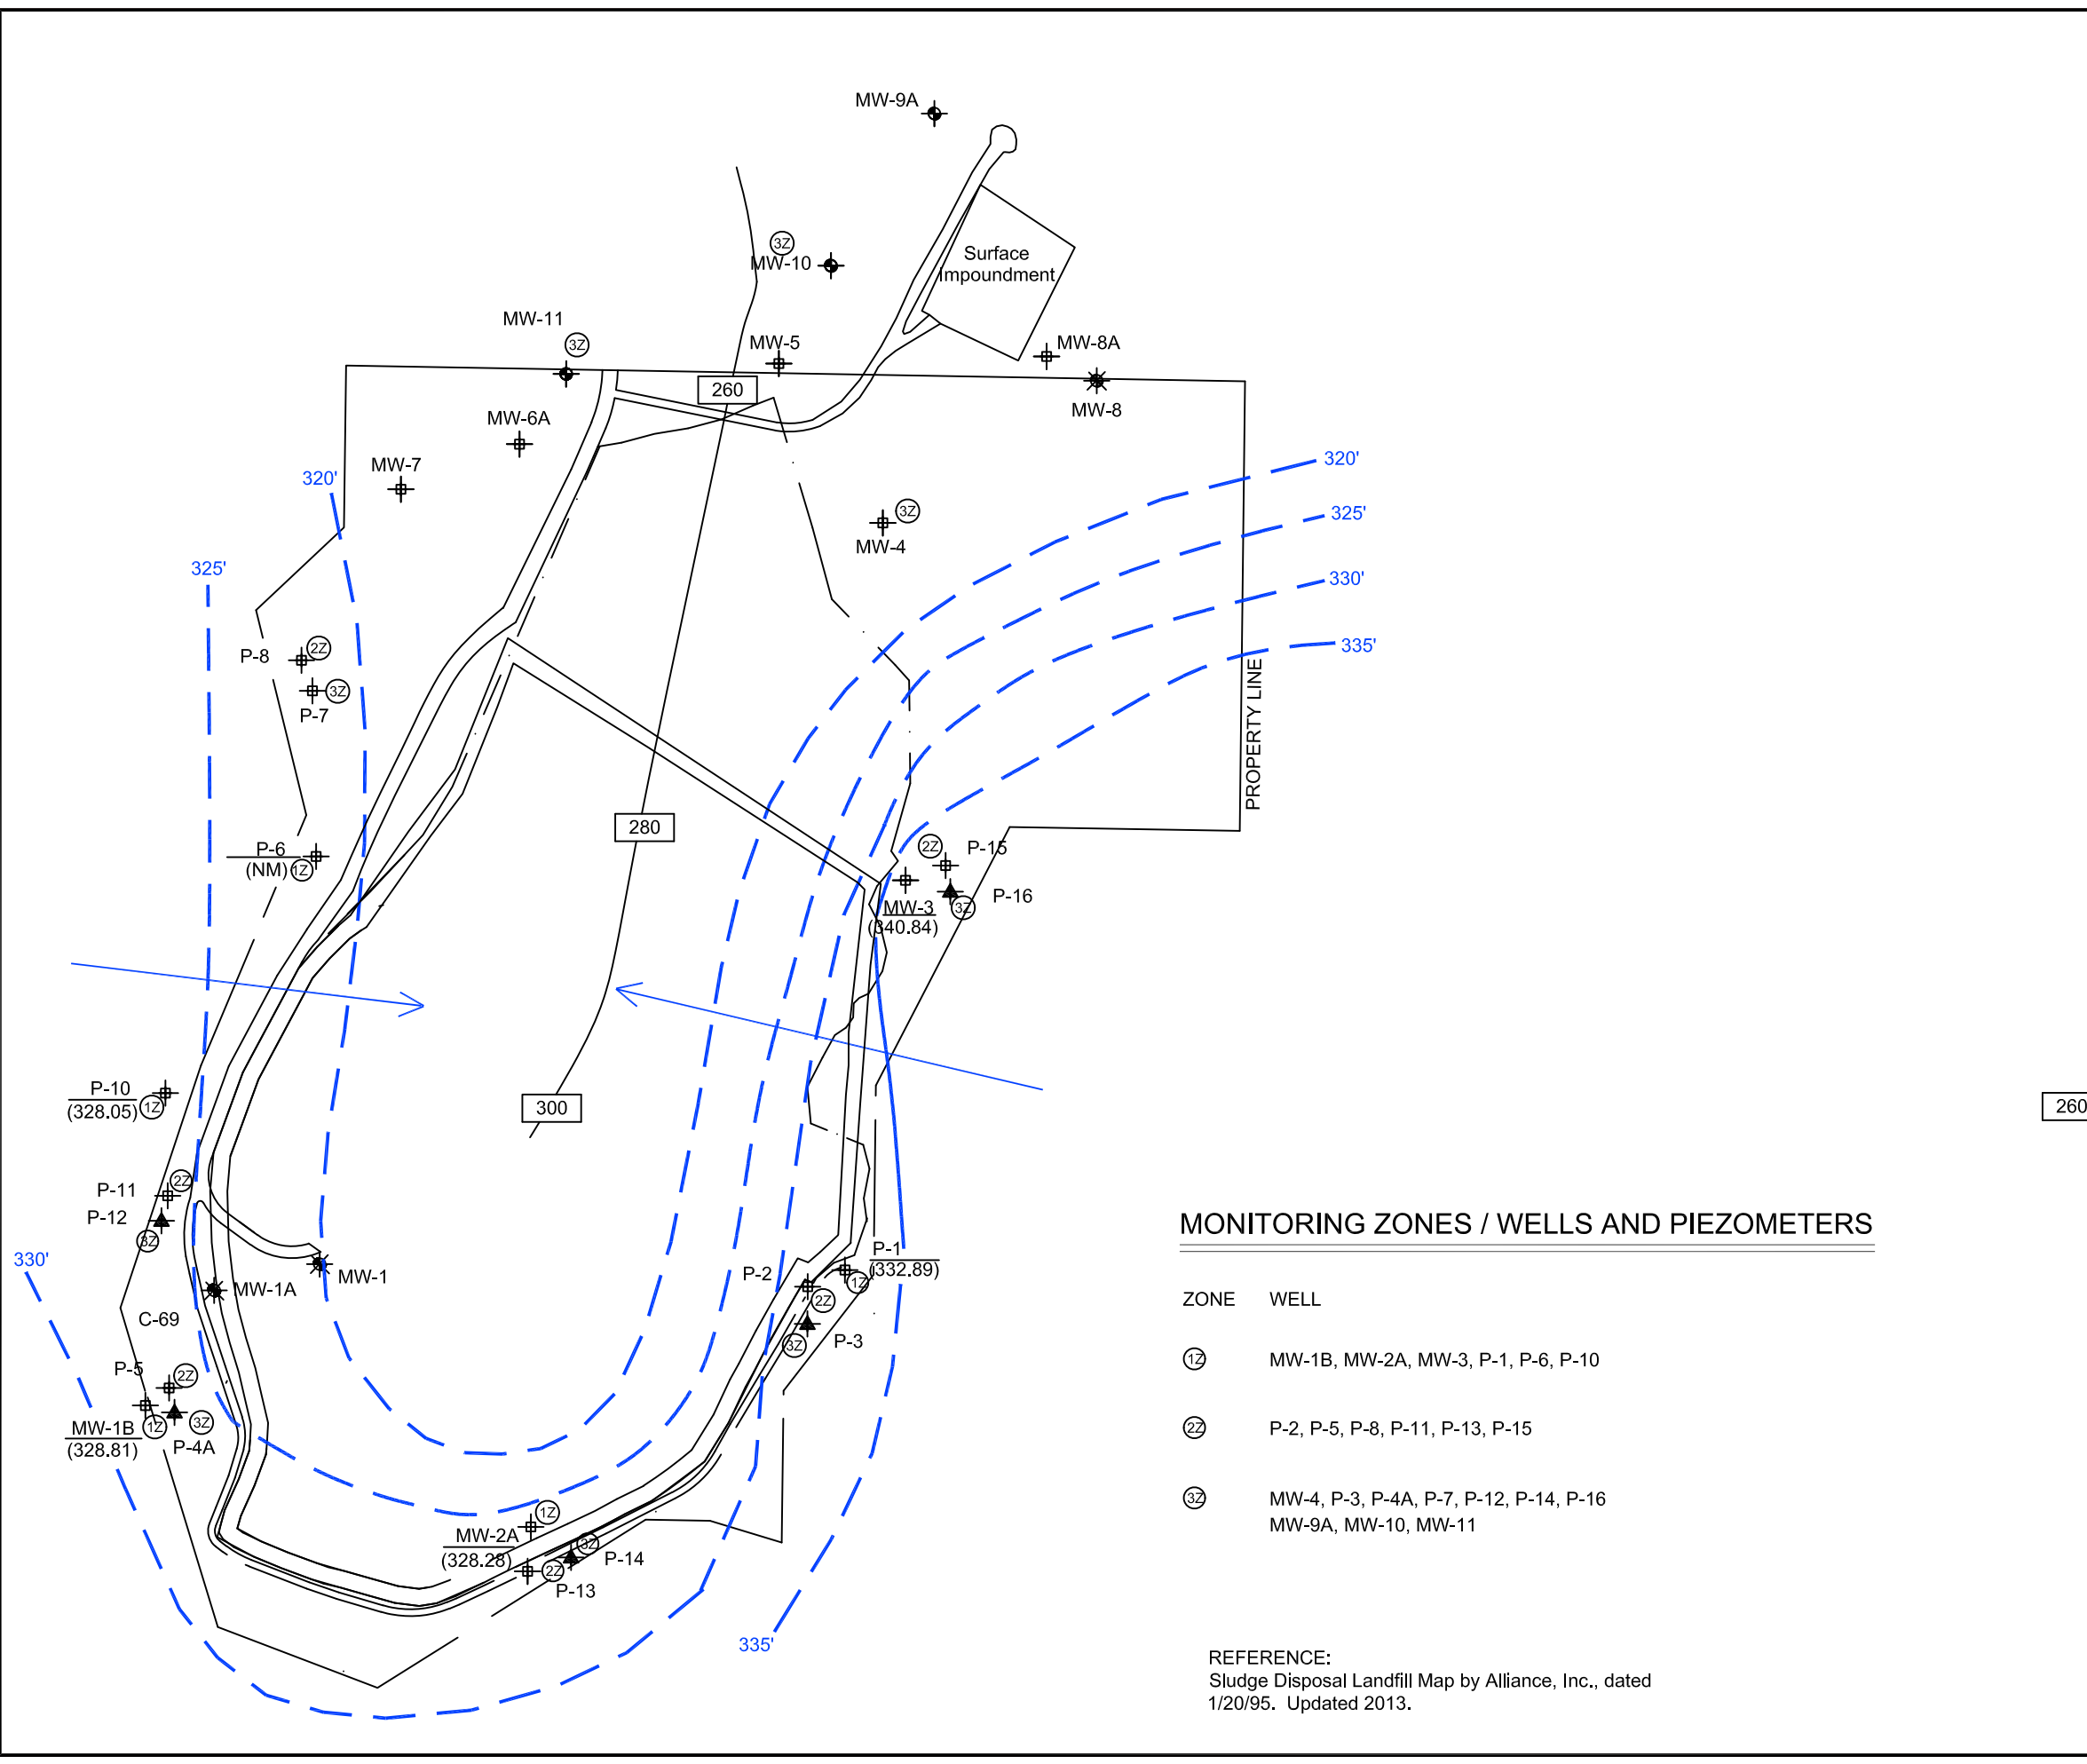 MW-9A
3Z
MW-10
Surface
Impoundment
MW-11
3Z
MW-5
MW-8A
260
MW-8
MW-6A
MW-7
320'
320'
3Z
MW-4
325'
325'
330'
335'
2Z
P-8
3Z
P-7
PROPERTY LINE
280
P-6
(NM)
1Z
2Z
P-15
P-16
MW-3
3Z
(340.84)
P-10
(328.05)
1Z
300
260
2Z
P-11
P-12
3Z
330'
MW-1
MW-1A
C-69
P-1
(332.89)
1Z
P-2
2Z
P-3
3Z
P-5
2Z
MW-1B
(328.81)
1Z
3Z
P-4A
1Z
MW-2A
(328.28)
3Z
P-14
2Z
P-13
335'
MONITORING ZONES / WELLS AND PIEZOMETERS
ZONE WELL
1Z MW-1B, MW-2A, MW-3, P-1, P-6, P-10
2Z P-2, P-5, P-8, P-11, P-13, P-15
3Z MW-4, P-3, P-4A, P-7, P-12, P-14, P-16
MW-9A, MW-10, MW-11
REFERENCE:
Sludge Disposal Landfill Map by Alliance, Inc., dated
1/20/95. Updated 2013.